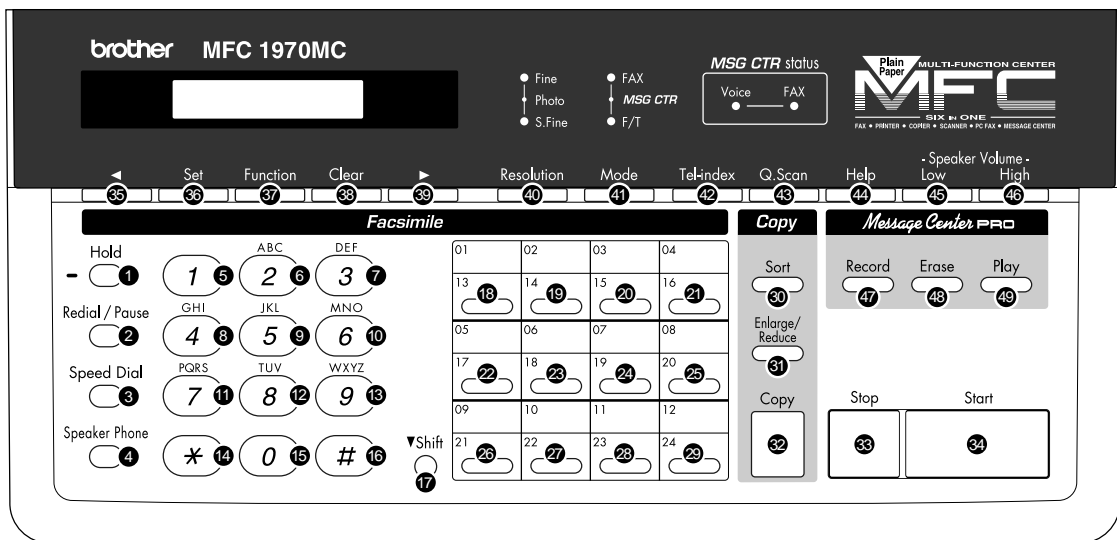 brother MFC 1970MC
Fine
Photo
S.Fine
FAX
MSG CTR
F/T
MSG CTR status
Voice FAX
Plain
Paper
MULTI-FUNCTION CENTER
MFC
SIX IN ONE
FAX • PRINTER • COPIER • SCANNER • PC FAX • MESSAGE CENTER
- Speaker Volume -
◄ Set Function Clear ► Resolution Mode Tel-index Q.Scan Help Low High
35 36 37 38 39 40 41 42 43 44 45 46
Facsimile
Hold
1
Redial / Pause
2
Speed Dial
3
Speaker Phone
4
ABC DEF
1 5 2 6 3 7
GHI JKL MNO
4 8 5 9 6 10
PQRS TUV WXYZ
7 11 8 12 9 13
* 14 0 15 # 16
▼Shift
17
01 02 03 04
13 18 14 19 15 20 16 21
05 06 07 08
17 22 18 23 19 24 20 25
09 10 11 12
21 26 22 27 23 28 24 29
Copy
Sort
30
Enlarge/
Reduce
31
Copy
32
Message Center PRO
Record Erase Play
47 48 49
Stop Start
33 34